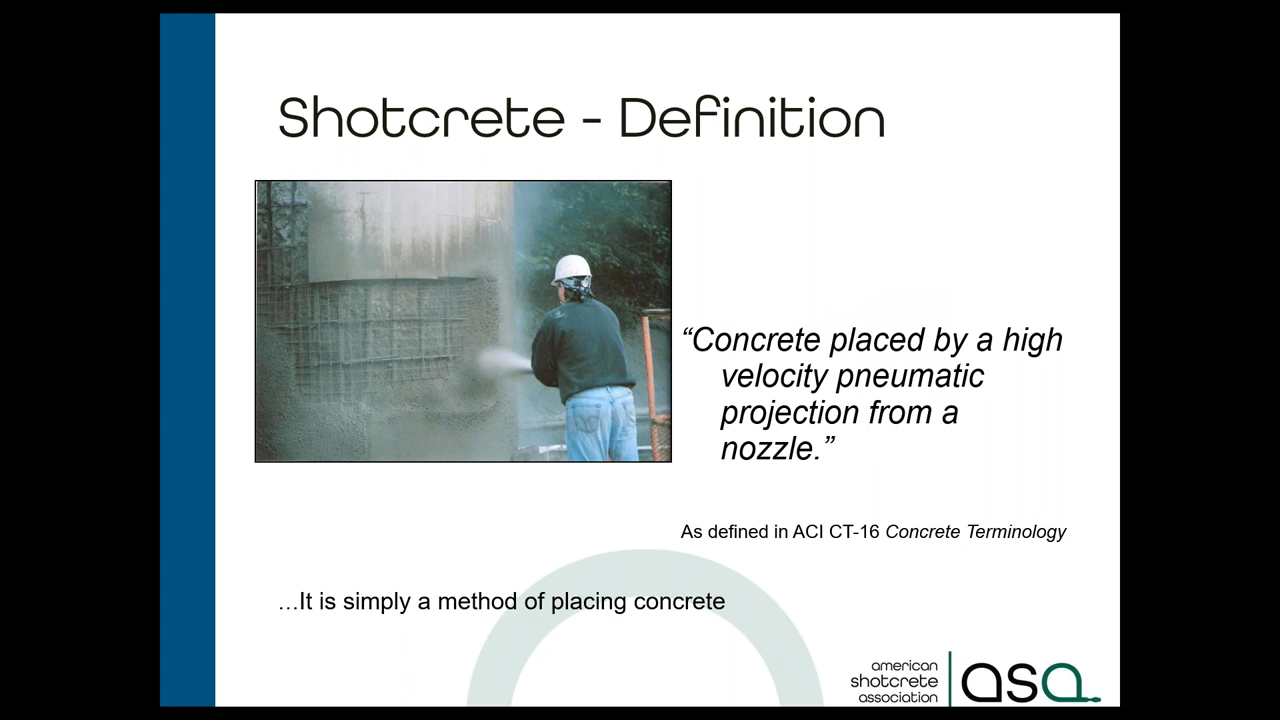 Shotcrete - Definition
“Concrete placed by a high
velocity pneumatic
projection from a
nozzle.”
As defined in ACI CT-16 Concrete Terminology
...It is simply a method of placing concrete
american
shotcrete
association
asa